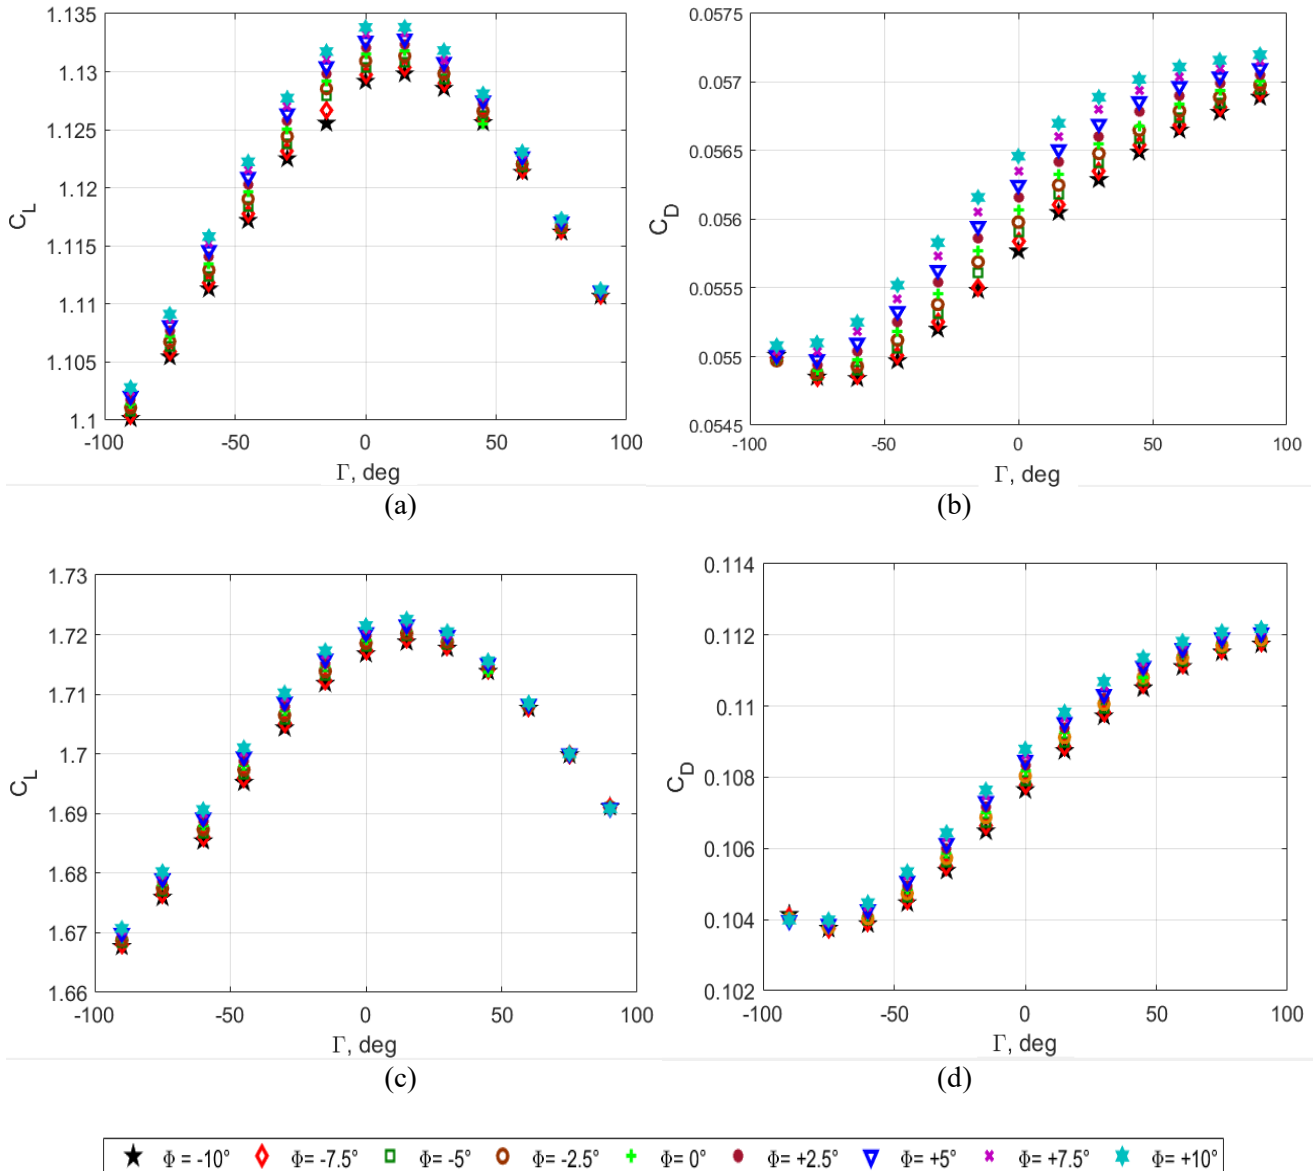 1.135
1.13
1.125
1.12
1.115
1.11
1.105
1.1
C_L
-100 -50 0 50 100
Γ, deg
(a)
0.0575
0.057
0.0565
0.056
0.0555
0.055
0.0545
C_D
-100 -50 0 50 100
Γ, deg
(b)
1.73
1.72
1.71
1.7
1.69
1.68
1.67
1.66
C_L
-100 -50 0 50 100
Γ, deg
(c)
0.114
0.112
0.11
0.108
0.106
0.104
0.102
C_D
-100 -50 0 50 100
Γ, deg
(d)
Φ = -10° Φ= -7.5° Φ= -5° Φ= -2.5° Φ= 0° Φ= +2.5° Φ= +5° Φ= +7.5° Φ= +10°